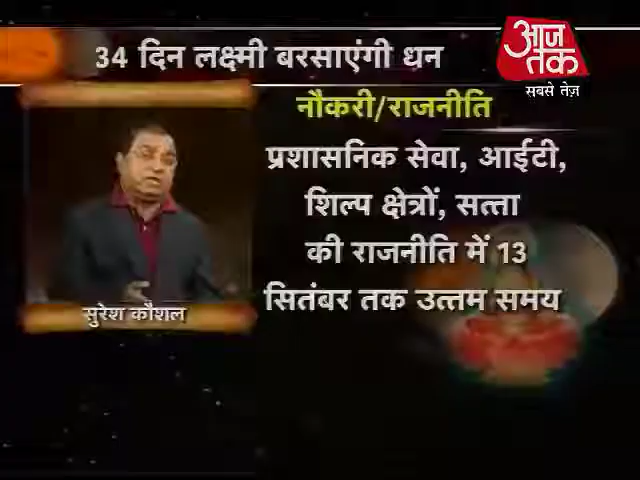 34 दिन लक्ष्मी बरसाएंगी धन
आज
तक
सबसे तेज़
नौकरी/राजनीति
प्रशासनिक सेवा, आईटी,
शिल्प क्षेत्रों, सत्ता
की राजनीति में 13
सितंबर तक उत्तम समय
सुरेश कौशल